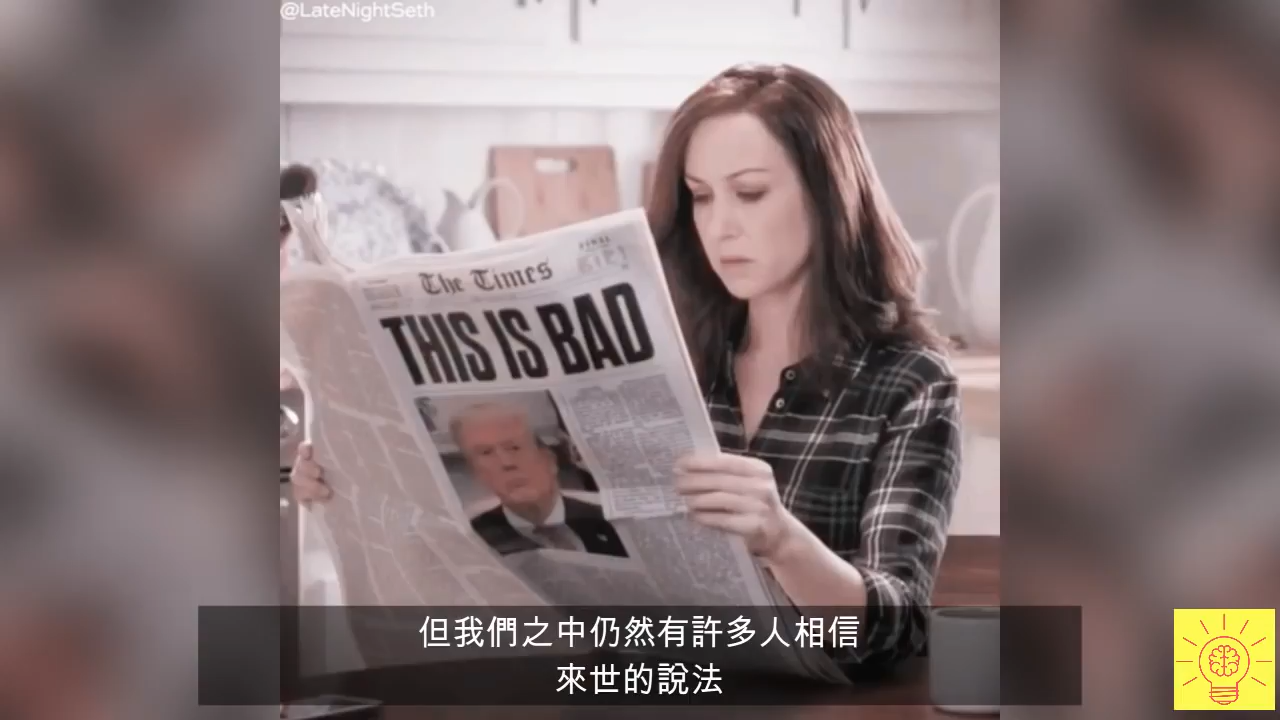 @LateNightSeth
The Times
THIS IS BAD
但我們之中仍然有許多人相信
來世的說法